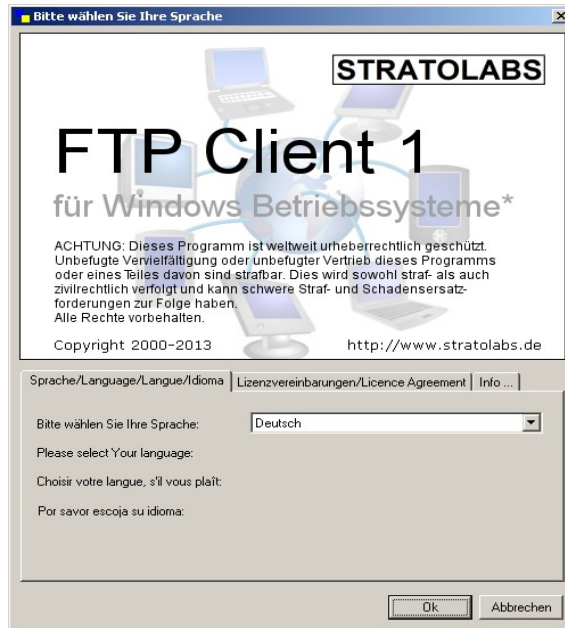 Bitte wählen Sie Ihre Sprache
STRATOLABS
FTP Client 1
für Windows Betriebssysteme*
ACHTUNG: Dieses Programm ist weltweit urheberrechtlich geschützt.
Unbefugte Vervielfältigung oder unbefugter Vertrieb dieses Programms
oder eines Teiles davon sind strafbar. Dies wird sowohl straf- als auch
zivilrechtlich verfolgt und kann schwere Straf- und Schadensersatz-
forderungen zur Folge haben.
Alle Rechte vorbehalten.
Copyright 2000-2013 http://www.stratolabs.de
Sprache/Language/Langue/Idioma Lizenzvereinbarungen/Licence Agreement Info ...
Bitte wählen Sie Ihre Sprache: Deutsch
Please select Your language:
Choisir votre langue, s'il vous plaît:
Por savor escoja su idioma:
Ok Abbrechen